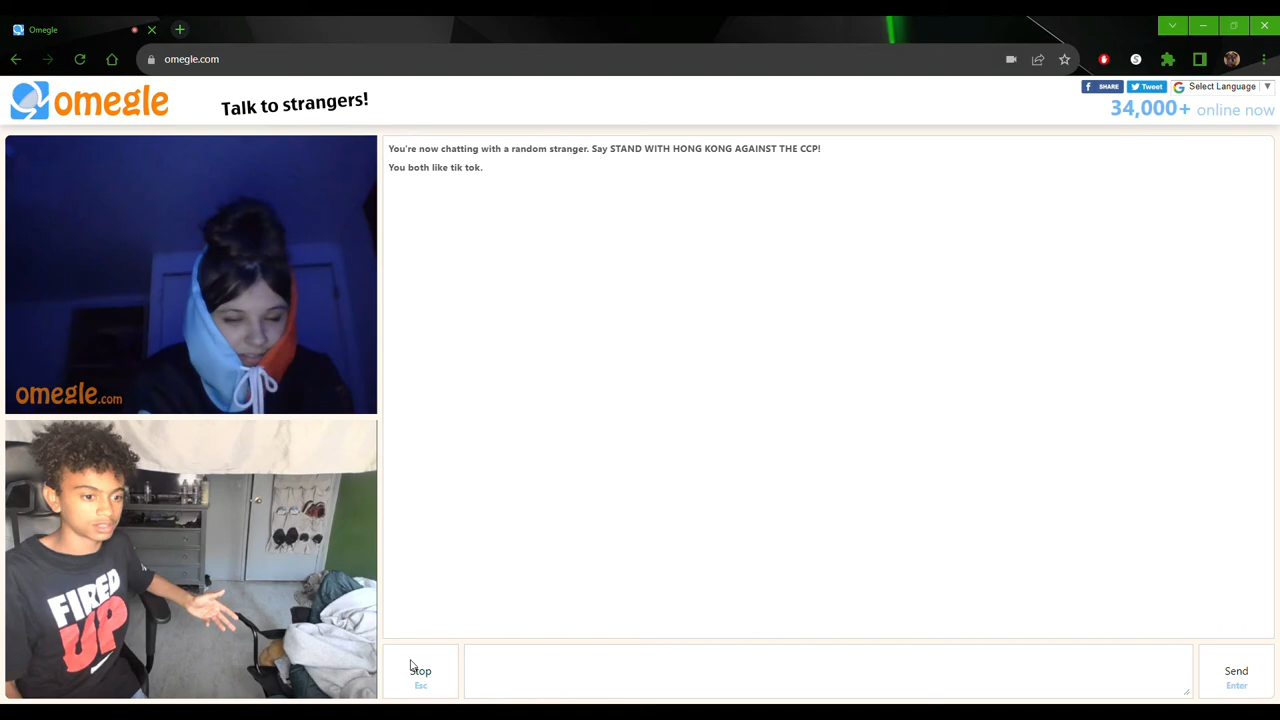 Omegle
omegle.com
omegle
Talk to strangers!
SHARE
Tweet
Select Language
34,000+ online now
You're now chatting with a random stranger. Say STAND WITH HONG KONG AGAINST THE CCP!
You both like tik tok.
omegle.com
FIRED
UP
Stop
Esc
Send
Enter